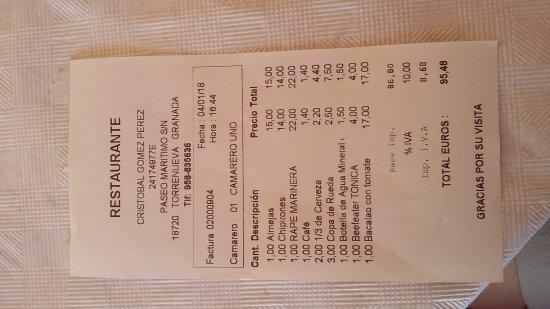 RESTAURANTE
CRISTOBAL GOMEZ PEREZ
24174977E
PASEO MARITIMO S/N
18720 TORRENUEVA GRANADA
Tlf: 958-835636
Factura 02000904 Fecha : 04/01/18
Hora : 16:44
Camarero 01 CAMARERO UNO
Cant. Descripción Precio Total
1,00 Almejas 15,00 15,00
1,00 Chipirones 14,00 14,00
1,00 RAPE MARINERA 22,00 22,00
1,00 Café 1,40 1,40
2,00 1/3 de Cerveza 2,20 4,40
3,00 Copa de Rueda 2,50 7,50
1,00 Botella de Agua Mineral ( 1,50 1,50
1,00 Beefeater TONICA 4,00 4,00
1,00 Bacalao con tomate 17,00 17,00
Base Imp. 86,80
% IVA 10,00
Imp. I.V.A 8,68
TOTAL EUROS : 95,48
GRACIAS POR SU VISITA